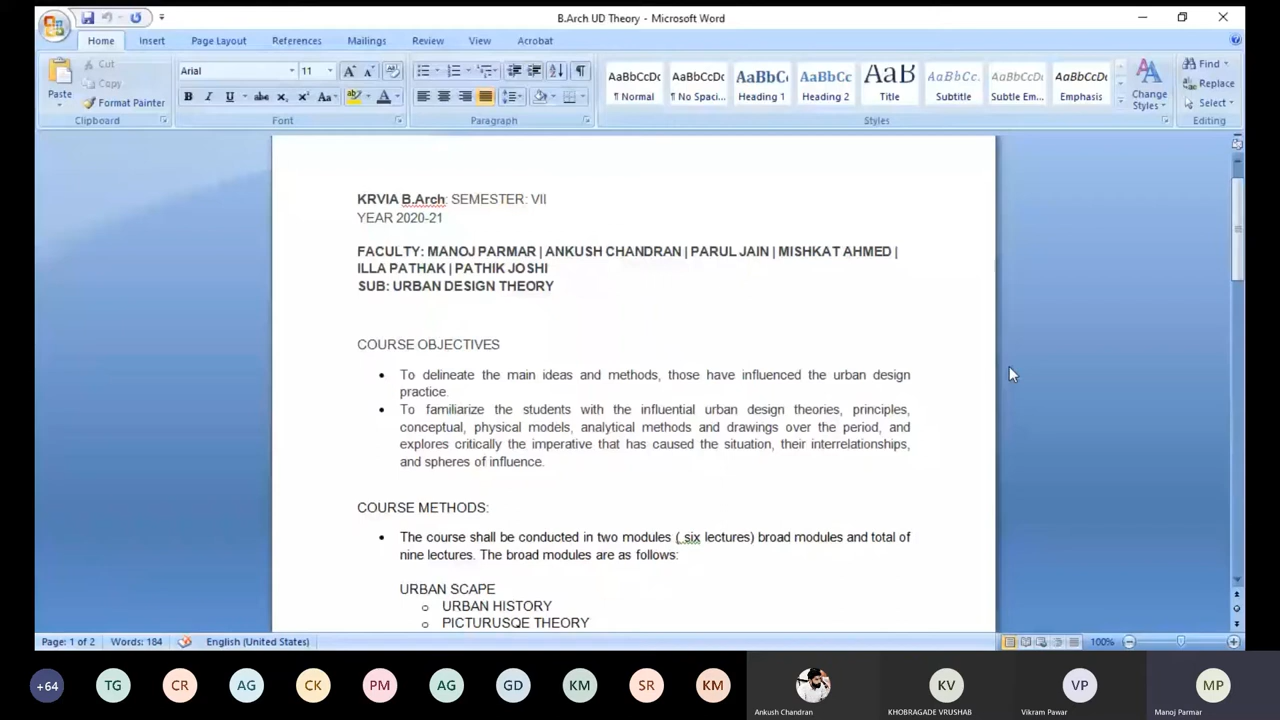 B.Arch UD Theory - Microsoft Word
Home Insert Page Layout References Mailings Review View Acrobat
Paste
Cut
Copy
Format Painter
Clipboard
Arial 11
B I U abc x₂ x² Aa A
Font
Paragraph
AaBbCcDc AaBbCcDc AaBbCc AaBbCc AaB AaBbCc. AaBbCcDc AaBbCcDc
¶ Normal ¶ No Spaci... Heading 1 Heading 2 Title Subtitle Subtle Em... Emphasis
Change
Styles
Styles
Find
Replace
Select
Editing
KRVIA B.Arch: SEMESTER: VII
YEAR 2020-21
FACULTY: MANOJ PARMAR | ANKUSH CHANDRAN | PARUL JAIN | MISHKAT AHMED |
ILLA PATHAK | PATHIK JOSHI
SUB: URBAN DESIGN THEORY
COURSE OBJECTIVES
• To delineate the main ideas and methods, those have influenced the urban design
practice.
• To familiarize the students with the influential urban design theories, principles,
conceptual, physical models, analytical methods and drawings over the period, and
explores critically the imperative that has caused the situation, their interrelationships,
and spheres of influence.
COURSE METHODS:
• The course shall be conducted in two modules ( six lectures) broad modules and total of
nine lectures. The broad modules are as follows:
URBAN SCAPE
o URBAN HISTORY
o PICTURUSQE THEORY
Page: 1 of 2 Words: 184 English (United States) 100%
+64 TG CR AG CK PM AG GD KM SR KM KV VP MP
Ankush Chandran KHOBRAGADE VRUSHAB Vikram Pawar Manoj Parmar